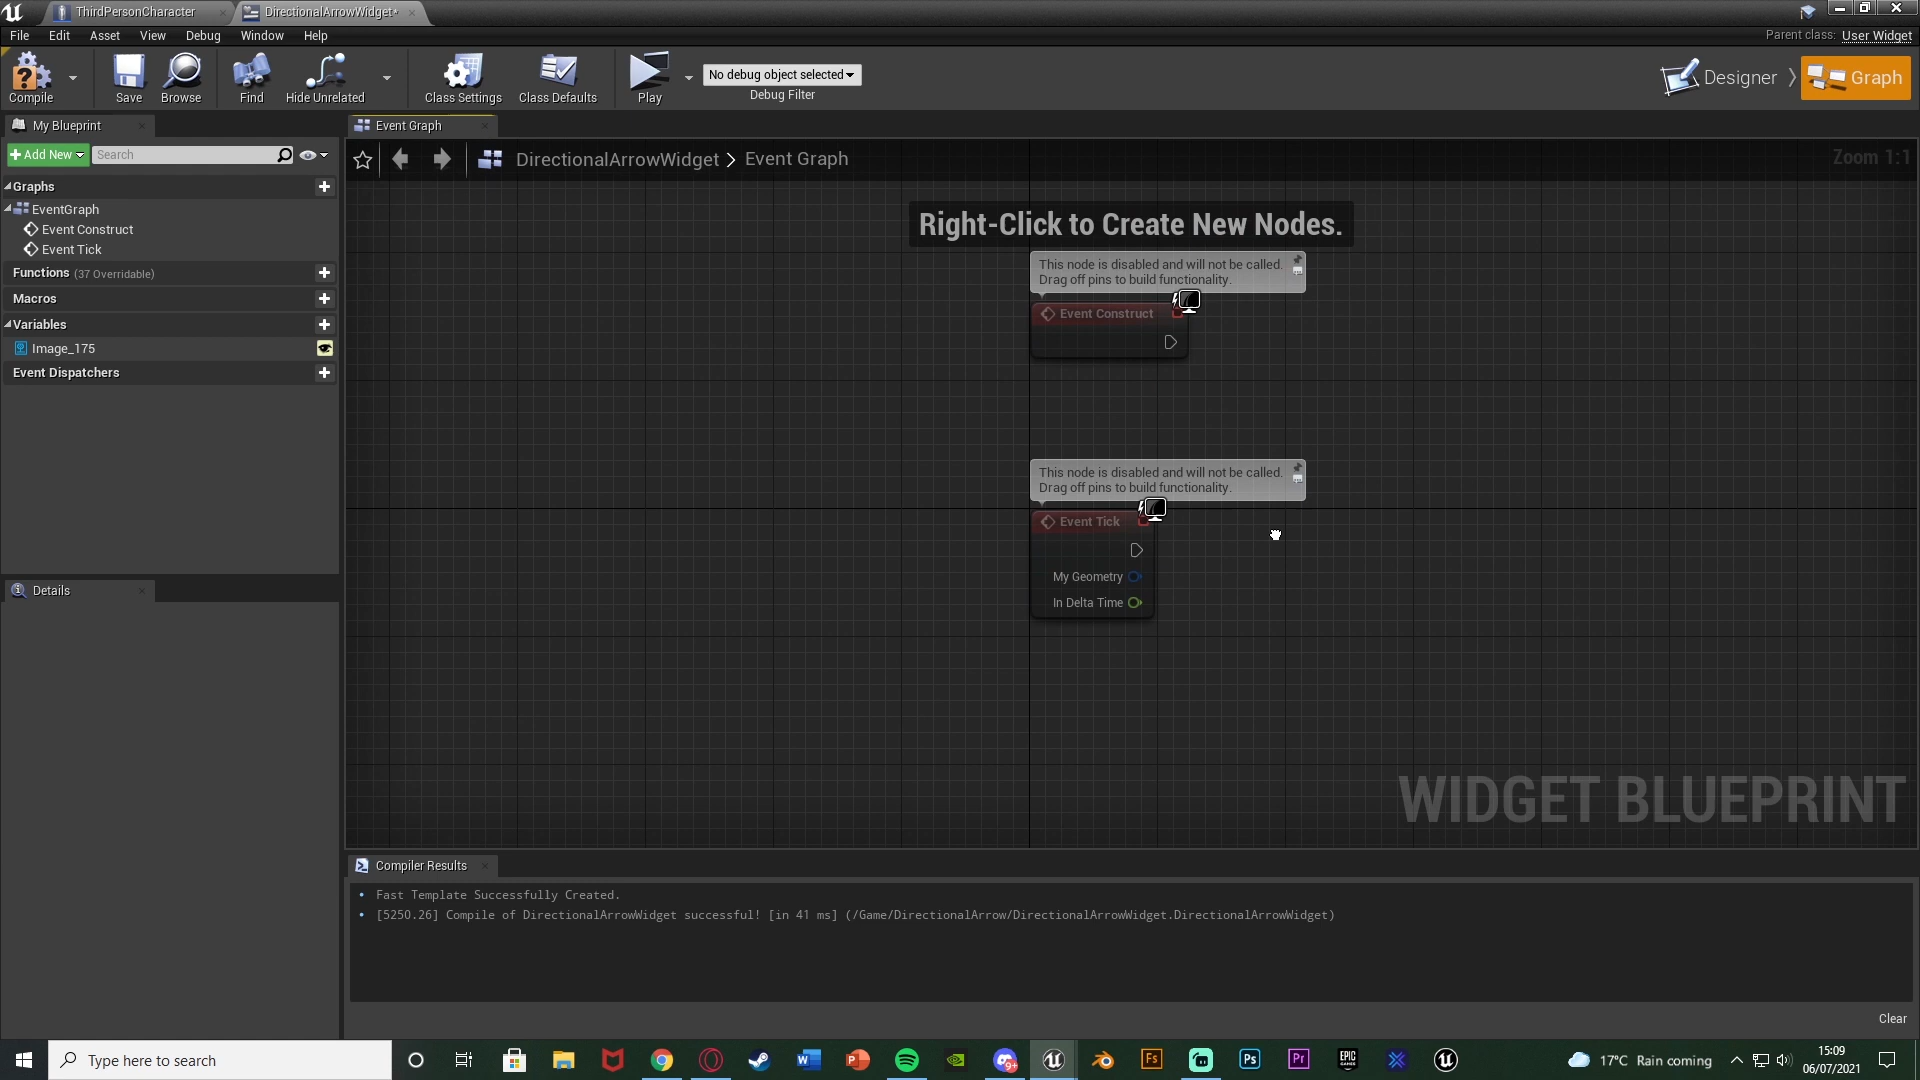 ThirdPersonCharacter
DirectionalArrowWidget*
File Edit Asset View Debug Window Help
Parent class: User Widget
Compile Save Browse Find Hide Unrelated Class Settings Class Defaults Play
No debug object selected
Debug Filter
Designer Graph
My Blueprint
Event Graph
Add New Search
DirectionalArrowWidget > Event Graph
Zoom 1:1
Graphs
EventGraph
Event Construct
Event Tick
Functions (37 Overridable)
Macros
Variables
Image_175
Event Dispatchers
Right-Click to Create New Nodes.
This node is disabled and will not be called.
Drag off pins to build functionality.
Event Construct
This node is disabled and will not be called.
Drag off pins to build functionality.
Event Tick
My Geometry
In Delta Time
Details
WIDGET BLUEPRINT
Compiler Results
Fast Template Successfully Created.
[5250.26] Compile of DirectionalArrowWidget successful! [in 41 ms] (/Game/DirectionalArrow/DirectionalArrowWidget.DirectionalArrowWidget)
Clear
Type here to search
9+
Fs
Ps
Pr
EPIC GAMES
17°C Rain coming
15:09
06/07/2021